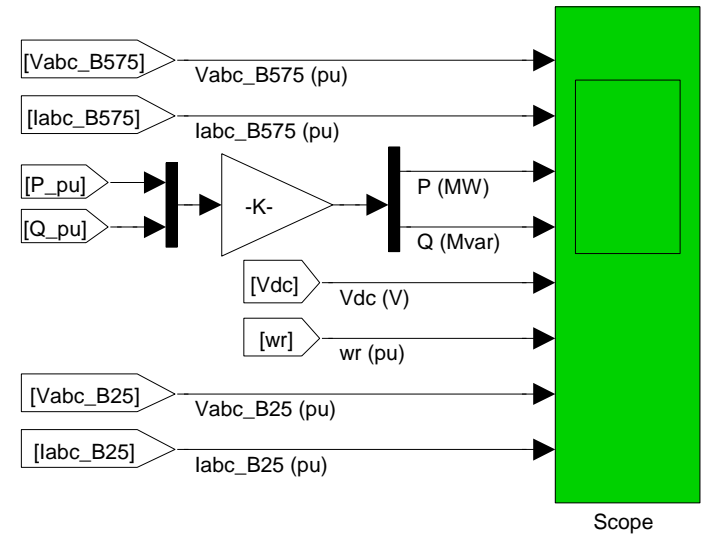 [Vabc_B575]
Vabc_B575 (pu)
[Iabc_B575]
Iabc_B575 (pu)
[P_pu]
[Q_pu]
-K-
P (MW)
Q (Mvar)
[Vdc]
Vdc (V)
[wr]
wr (pu)
[Vabc_B25]
Vabc_B25 (pu)
[Iabc_B25]
Iabc_B25 (pu)
Scope